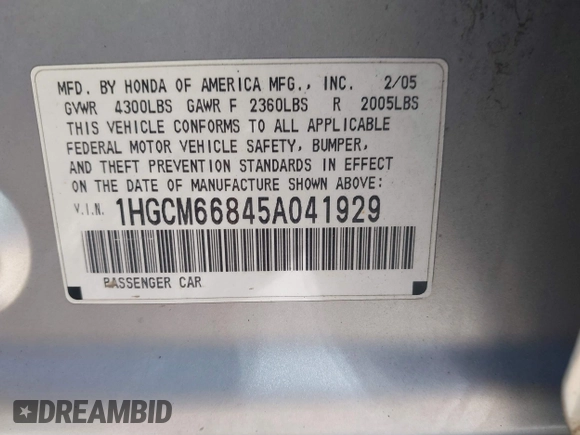 MFD. BY HONDA OF AMERICA MFG., INC. 2/05
GVWR 4300LBS GAWR F 2360LBS R 2005LBS
THIS VEHICLE CONFORMS TO ALL APPLICABLE
FEDERAL MOTOR VEHICLE SAFETY, BUMPER,
AND THEFT PREVENTION STANDARDS IN EFFECT
ON THE DATE OF MANUFACTURE SHOWN ABOVE:
V.I.N. 1HGCM66845A041929
PASSENGER CAR
DREAMBID